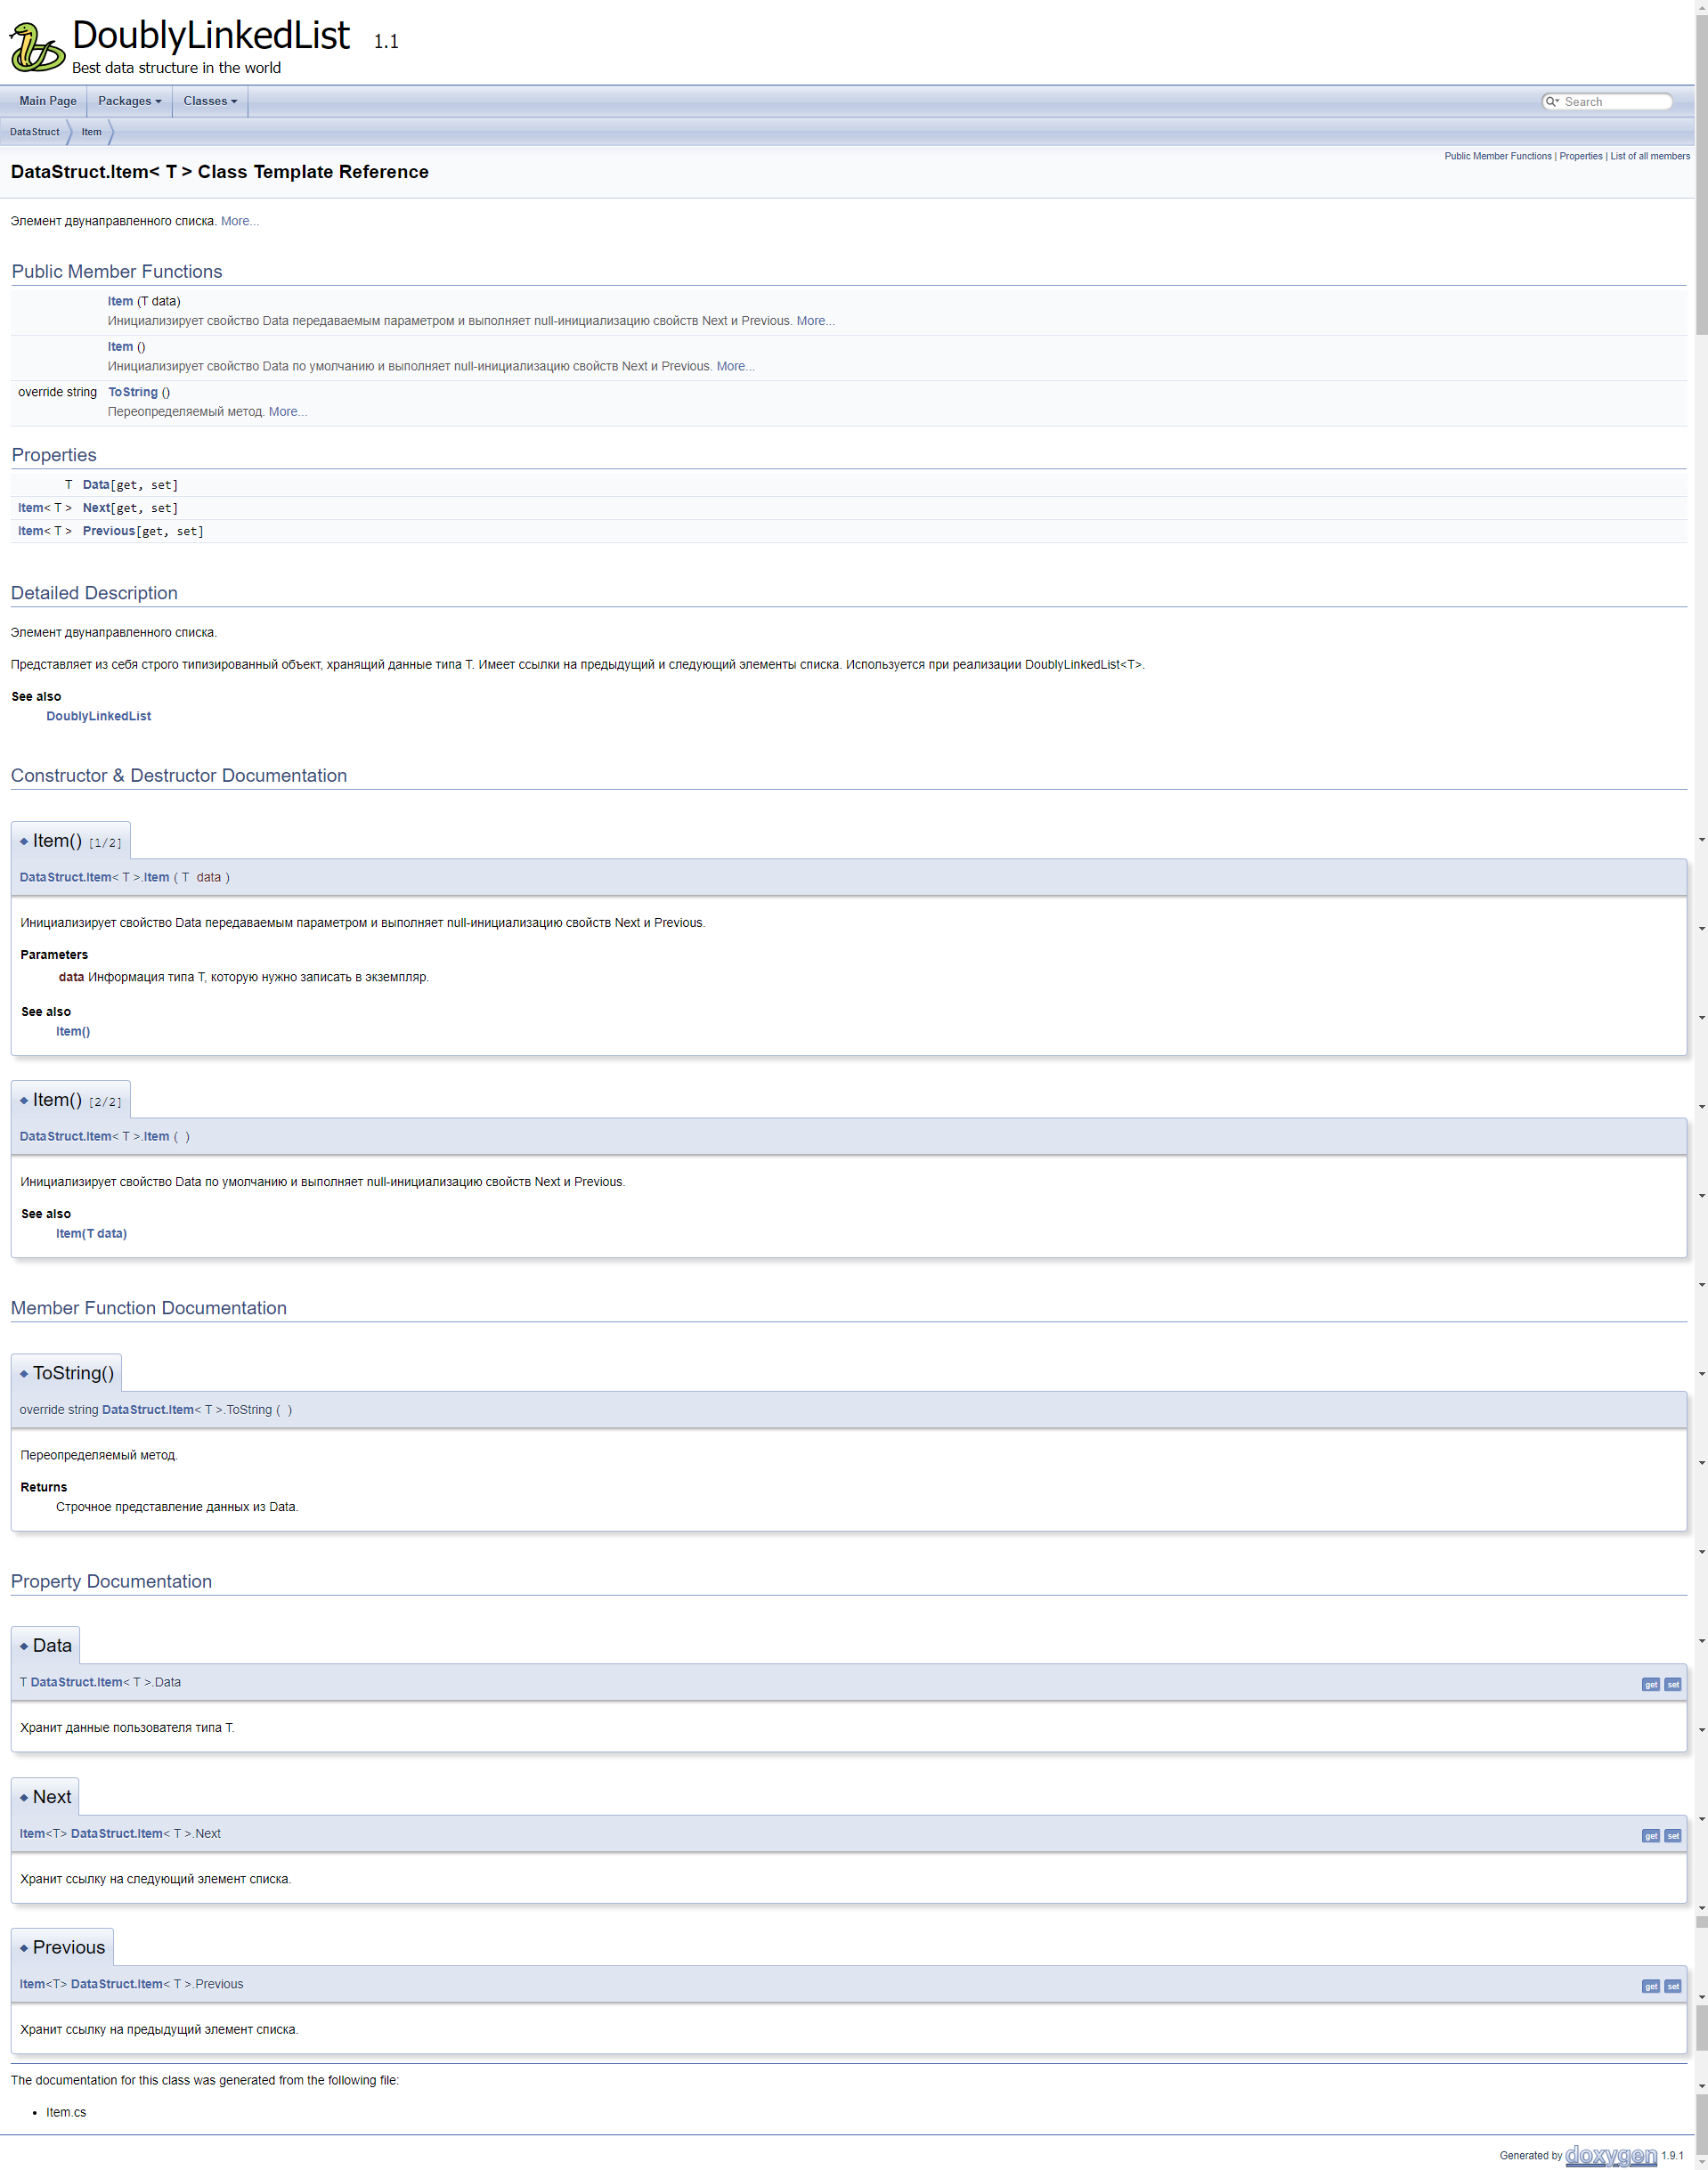 DoublyLinkedList 1.1
Best data structure in the world
Main Page Packages Classes Search
DataStruct Item
Public Member Functions | Properties | List of all members
DataStruct.Item< T > Class Template Reference
Элемент двунаправленного списка. More...
Public Member Functions
Item (T data)
Инициализирует свойство Data передаваемым параметром и выполняет null-инициализацию свойств Next и Previous. More...
Item ()
Инициализирует свойство Data по умолчанию и выполняет null-инициализацию свойств Next и Previous. More...
override string ToString ()
Переопределяемый метод. More...
Properties
T Data[get, set]
Item< T > Next[get, set]
Item< T > Previous[get, set]
Detailed Description
Элемент двунаправленного списка.
Представляет из себя строго типизированный объект, хранящий данные типа T. Имеет ссылки на предыдущий и следующий элементы списка. Используется при реализации DoublyLinkedList<T>.
See also
DoublyLinkedList
Constructor & Destructor Documentation
◆ Item() [1/2]
DataStruct.Item< T >.Item ( T data )
Инициализирует свойство Data передаваемым параметром и выполняет null-инициализацию свойств Next и Previous.
Parameters
data Информация типа T, которую нужно записать в экземпляр.
See also
Item()
◆ Item() [2/2]
DataStruct.Item< T >.Item ( )
Инициализирует свойство Data по умолчанию и выполняет null-инициализацию свойств Next и Previous.
See also
Item(T data)
Member Function Documentation
◆ ToString()
override string DataStruct.Item< T >.ToString ( )
Переопределяемый метод.
Returns
Строчное представление данных из Data.
Property Documentation
◆ Data
T DataStruct.Item< T >.Data get set
Хранит данные пользователя типа T.
◆ Next
Item<T> DataStruct.Item< T >.Next get set
Хранит ссылку на следующий элемент списка.
◆ Previous
Item<T> DataStruct.Item< T >.Previous get set
Хранит ссылку на предыдущий элемент списка.
The documentation for this class was generated from the following file:
• Item.cs
Generated by doxygen 1.9.1